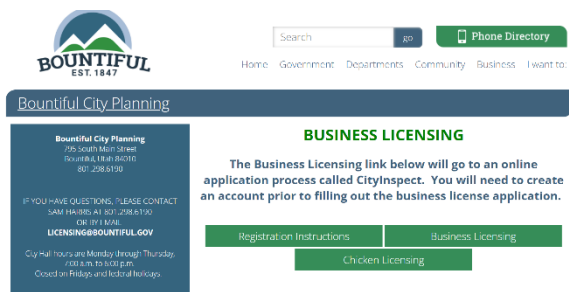 BOUNTIFUL
EST. 1847
Search
go
Phone Directory
Home Government Departments Community Business I want to:
Bountiful City Planning
Bountiful City Planning
795 South Main Street
Bountiful, Utah 84010
801.298.6190
IF YOU HAVE QUESTIONS, PLEASE CONTACT
SAM HARRIS AT 801.298.6190
OR BY EMAIL
LICENSING@BOUNTIFUL.GOV
City Hall hours are Monday through Thursday,
7:00 a.m. to 6:00 p.m.
Closed on Fridays and federal holidays.
BUSINESS LICENSING
The Business Licensing link below will go to an online
application process called CityInspect. You will need to create
an account prior to filling out the business license application.
Registration Instructions
Business Licensing
Chicken Licensing